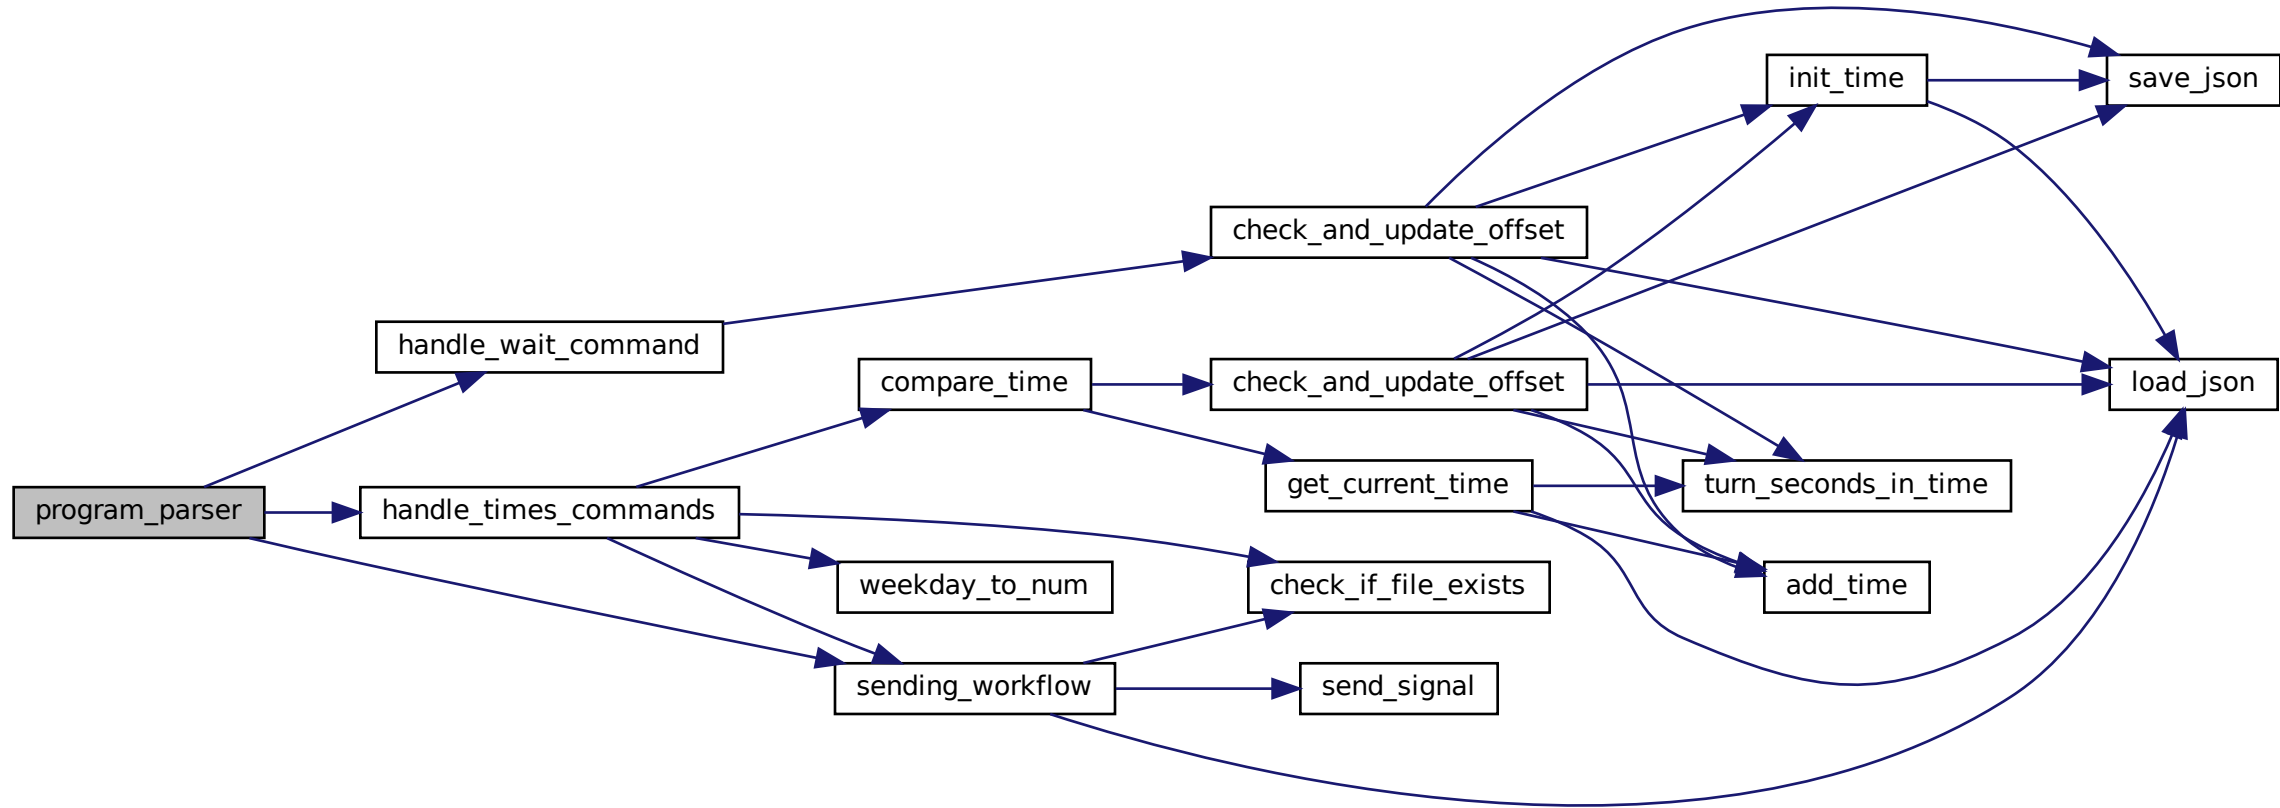 init_time
save_json
check_and_update_offset
handle_wait_command
compare_time
check_and_update_offset
load_json
program_parser
handle_times_commands
get_current_time
turn_seconds_in_time
weekday_to_num
check_if_file_exists
add_time
sending_workflow
send_signal